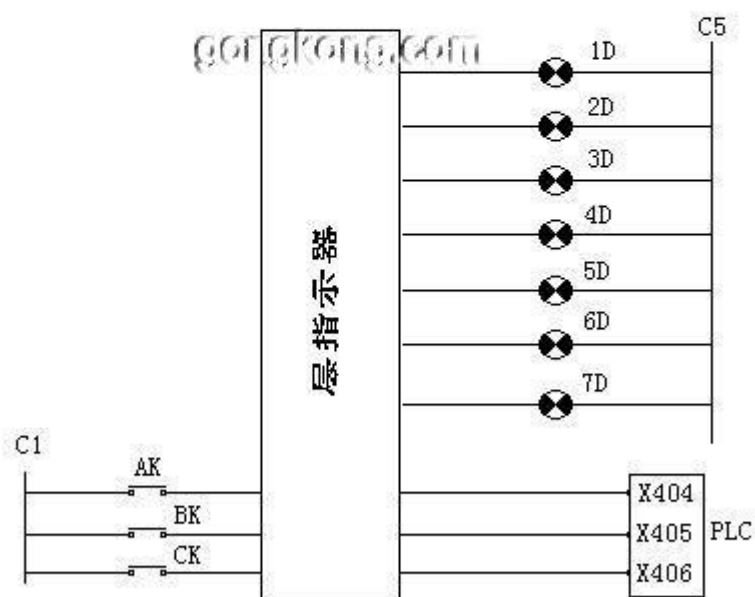 gongkong.com
C5
1D
2D
3D
4D
5D
6D
7D
层指示器
C1
AK
BK
CK
X404
X405
X406
PLC